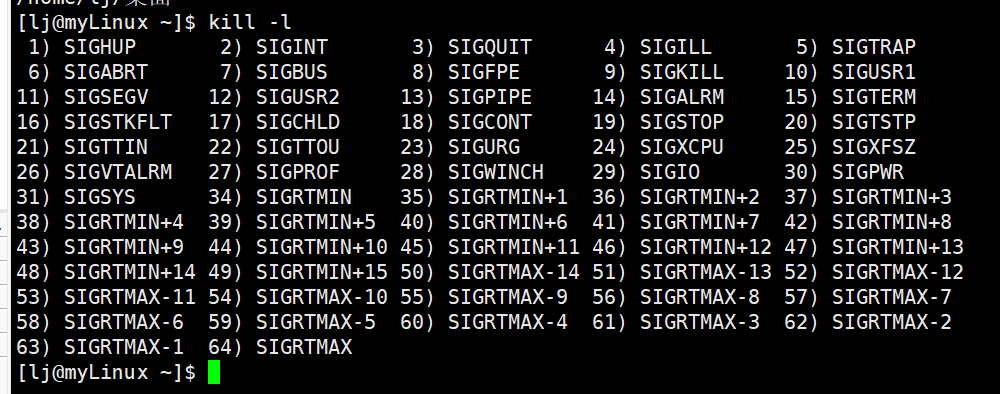 /home/lj/桌面
[lj@myLinux ~]$ kill -l
 1) SIGHUP       2) SIGINT       3) SIGQUIT      4) SIGILL       5) SIGTRAP
 6) SIGABRT      7) SIGBUS       8) SIGFPE       9) SIGKILL     10) SIGUSR1
11) SIGSEGV     12) SIGUSR2     13) SIGPIPE     14) SIGALRM     15) SIGTERM
16) SIGSTKFLT   17) SIGCHLD     18) SIGCONT     19) SIGSTOP     20) SIGTSTP
21) SIGTTIN     22) SIGTTOU     23) SIGURG      24) SIGXCPU     25) SIGXFSZ
26) SIGVTALRM   27) SIGPROF     28) SIGWINCH    29) SIGIO       30) SIGPWR
31) SIGSYS      34) SIGRTMIN    35) SIGRTMIN+1  36) SIGRTMIN+2  37) SIGRTMIN+3
38) SIGRTMIN+4  39) SIGRTMIN+5  40) SIGRTMIN+6  41) SIGRTMIN+7  42) SIGRTMIN+8
43) SIGRTMIN+9  44) SIGRTMIN+10 45) SIGRTMIN+11 46) SIGRTMIN+12 47) SIGRTMIN+13
48) SIGRTMIN+14 49) SIGRTMIN+15 50) SIGRTMAX-14 51) SIGRTMAX-13 52) SIGRTMAX-12
53) SIGRTMAX-11 54) SIGRTMAX-10 55) SIGRTMAX-9  56) SIGRTMAX-8  57) SIGRTMAX-7
58) SIGRTMAX-6  59) SIGRTMAX-5  60) SIGRTMAX-4  61) SIGRTMAX-3  62) SIGRTMAX-2
63) SIGRTMAX-1  64) SIGRTMAX
[lj@myLinux ~]$